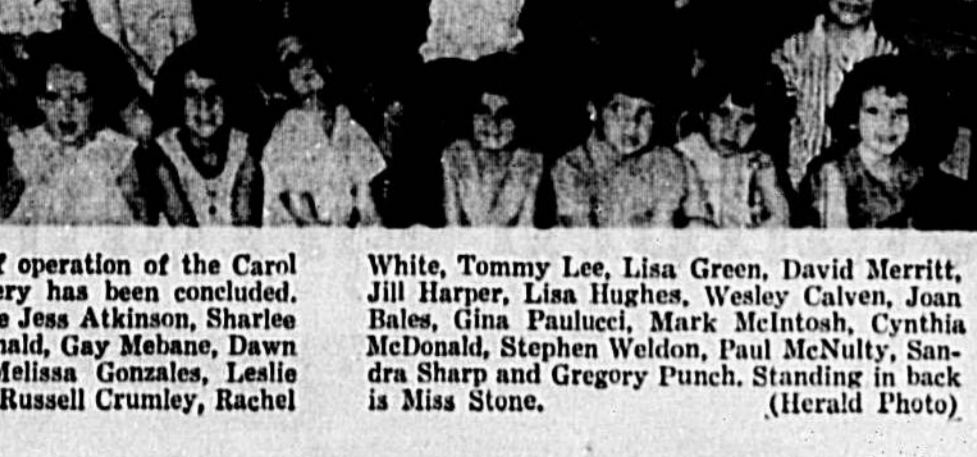 operation of the Carol
ery has been concluded.
e Jess Atkinson, Sharlee
nald, Gay Mebane, Dawn
Melissa Gonzales, Leslie
Russell Crumley, Rachel
White, Tommy Lee, Lisa Green, David Merritt,
Jill Harper, Lisa Hughes, Wesley Calven, Joan
Bales, Gina Paulucci, Mark McIntosh, Cynthia
McDonald, Stephen Weldon, Paul McNulty, San-
dra Sharp and Gregory Punch. Standing in back
is Miss Stone. (Herald Photo)